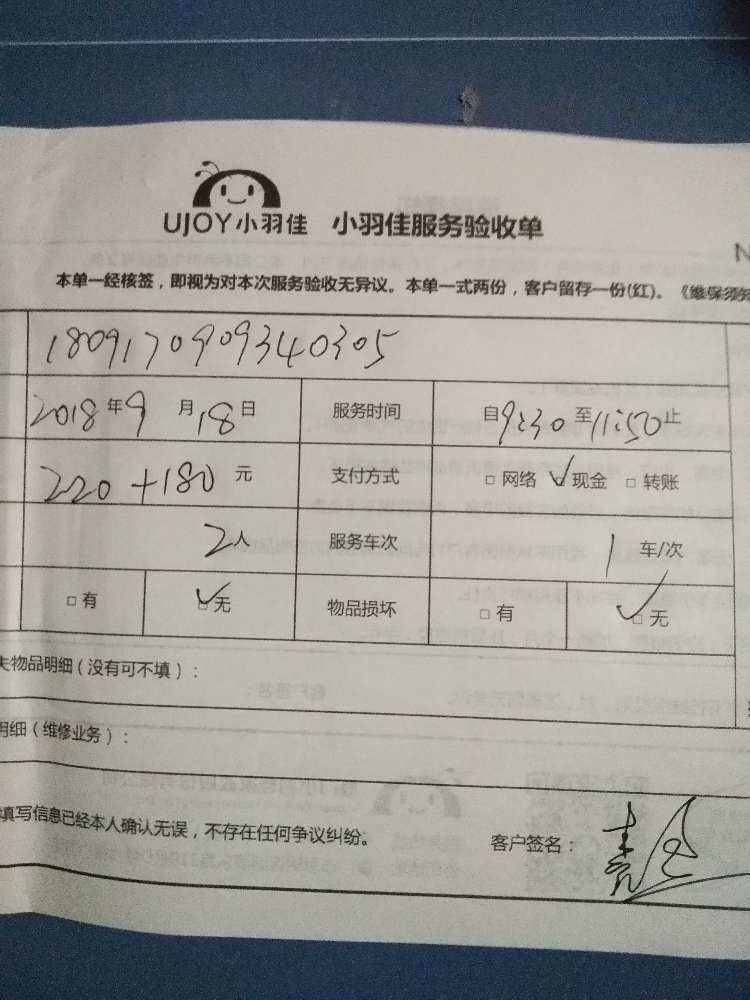 UJOY小羽佳 小羽佳服务验收单
N
本单一经核签，即视为对本次服务验收无异议。本单一式两份，客户留存一份(红)。《维保须知
1809170909340305
2018年9月18日 服务时间 自9:30至11:50止
220+180元 支付方式 □网络 ☑现金 □转账
2人 服务车次 1车/次
□有 ☑无 物品损坏 □有 ☑无
失物品明细（没有可不填）：
明细（维修业务）：
填写信息已经本人确认无误，不存在任何争议纠纷。 客户签名：